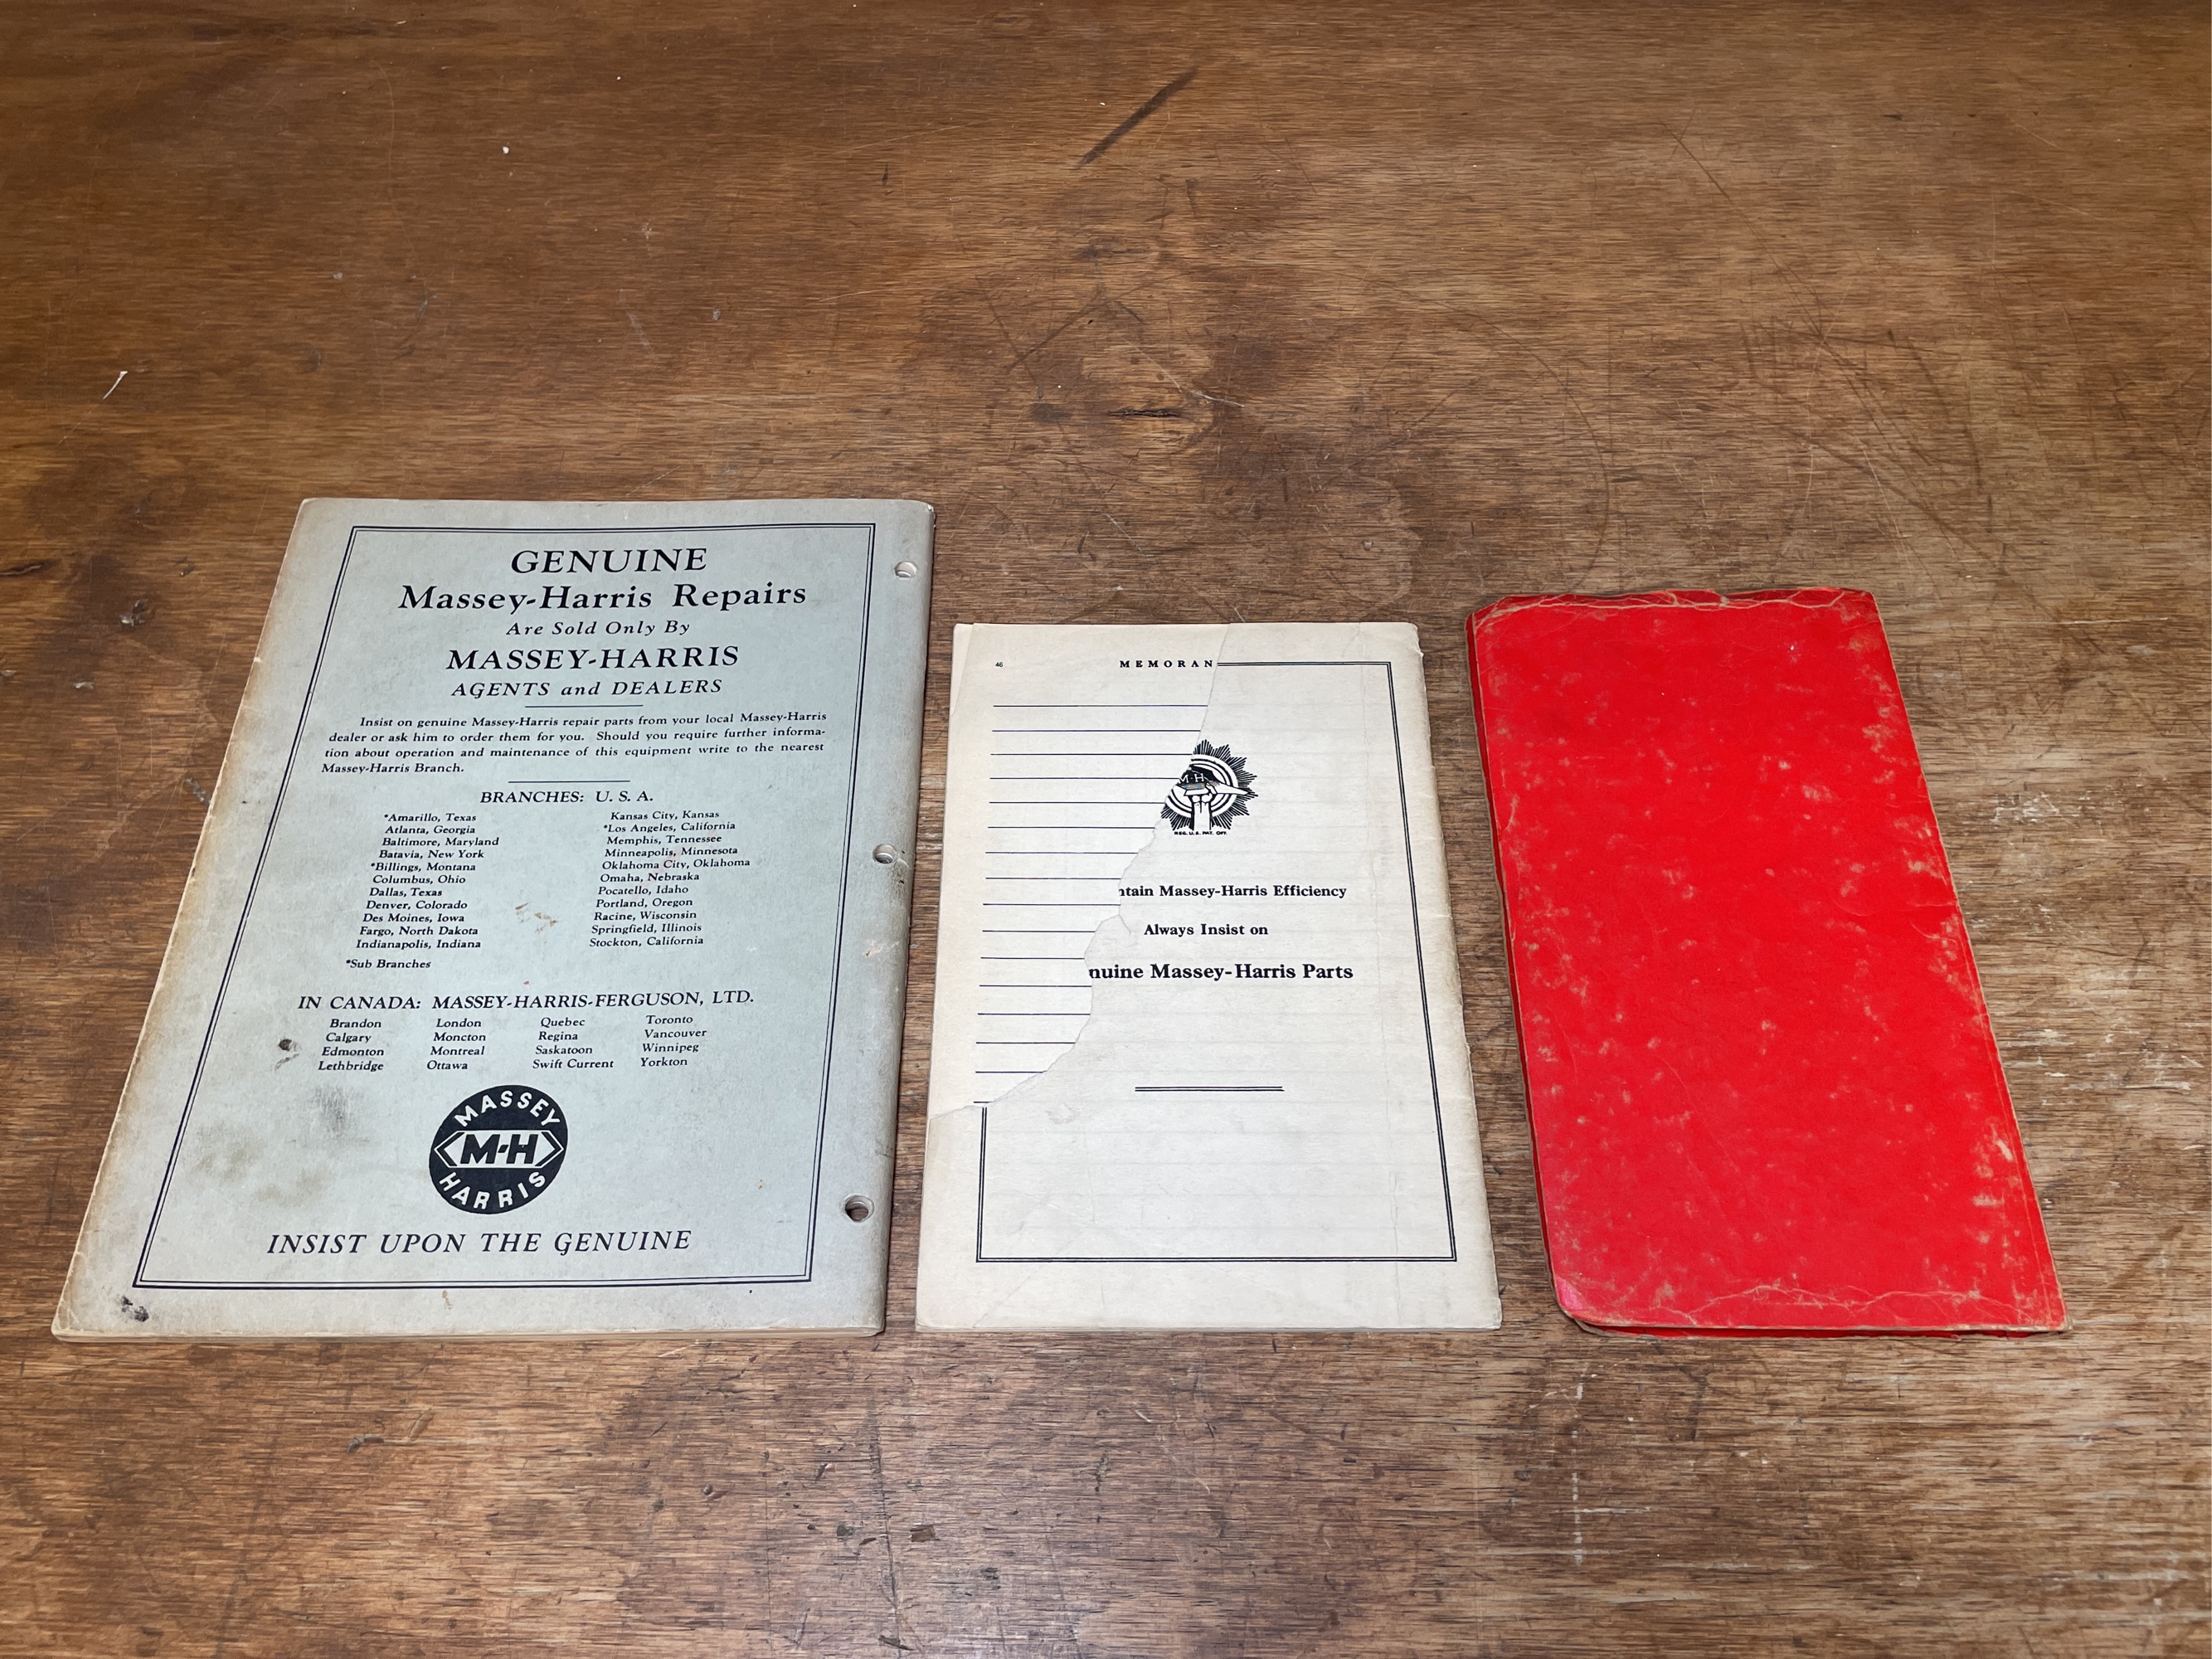 GENUINE
Massey-Harris Repairs
Are Sold Only By
MASSEY-HARRIS
AGENTS and DEALERS
Insist on genuine Massey-Harris repair parts from your local Massey-Harris
dealer or ask him to order them for you. Should you require further informa-
tion about operation and maintenance of this equipment write to the nearest
Massey-Harris Branch.
BRANCHES: U. S. A.
*Amarillo, Texas
Atlanta, Georgia
Baltimore, Maryland
Batavia, New York
*Billings, Montana
Columbus, Ohio
Dallas, Texas
Denver, Colorado
Des Moines, Iowa
Fargo, North Dakota
Indianapolis, Indiana
Kansas City, Kansas
*Los Angeles, California
Memphis, Tennessee
Minneapolis, Minnesota
Oklahoma City, Oklahoma
Omaha, Nebraska
Pocatello, Idaho
Portland, Oregon
Racine, Wisconsin
Springfield, Illinois
Stockton, California
*Sub Branches
IN CANADA: MASSEY-HARRIS-FERGUSON, LTD.
Brandon London Quebec Toronto
Calgary Moncton Regina Vancouver
Edmonton Montreal Saskatoon Winnipeg
Lethbridge Ottawa Swift Current Yorkton
MASSEY
M-H
HARRIS
INSIST UPON THE GENUINE
46 MEMORAN
M-H
REG. U.S. PAT. OFF.
ntain Massey-Harris Efficiency
Always Insist on
nuine Massey-Harris Parts